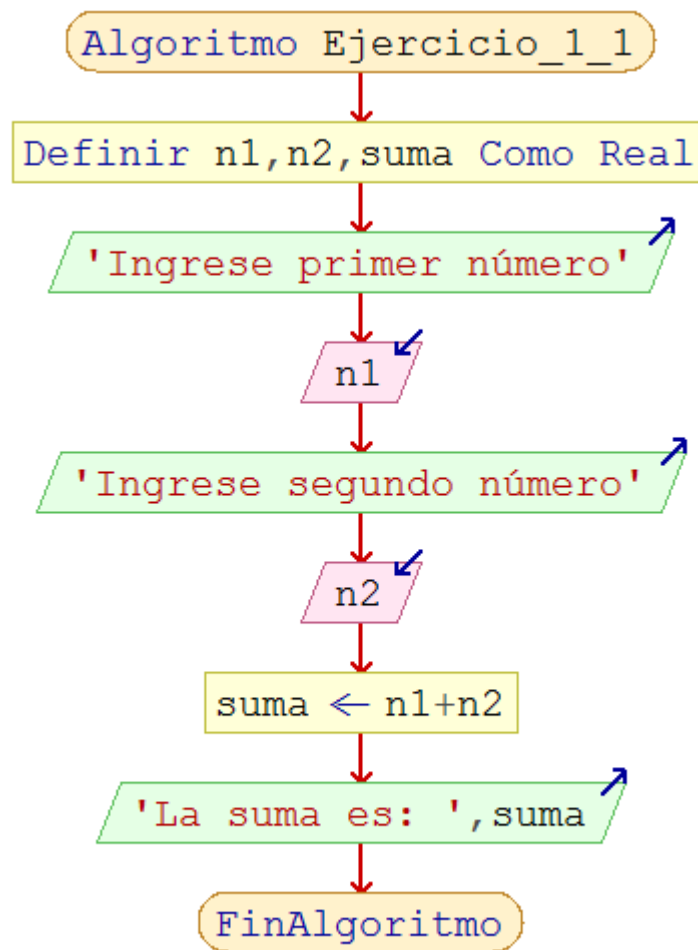 Algoritmo Ejercicio_1_1
Definir n1,n2,suma Como Real
'Ingrese primer número'
n1
'Ingrese segundo número'
n2
suma ← n1+n2
'La suma es: ',suma
FinAlgoritmo